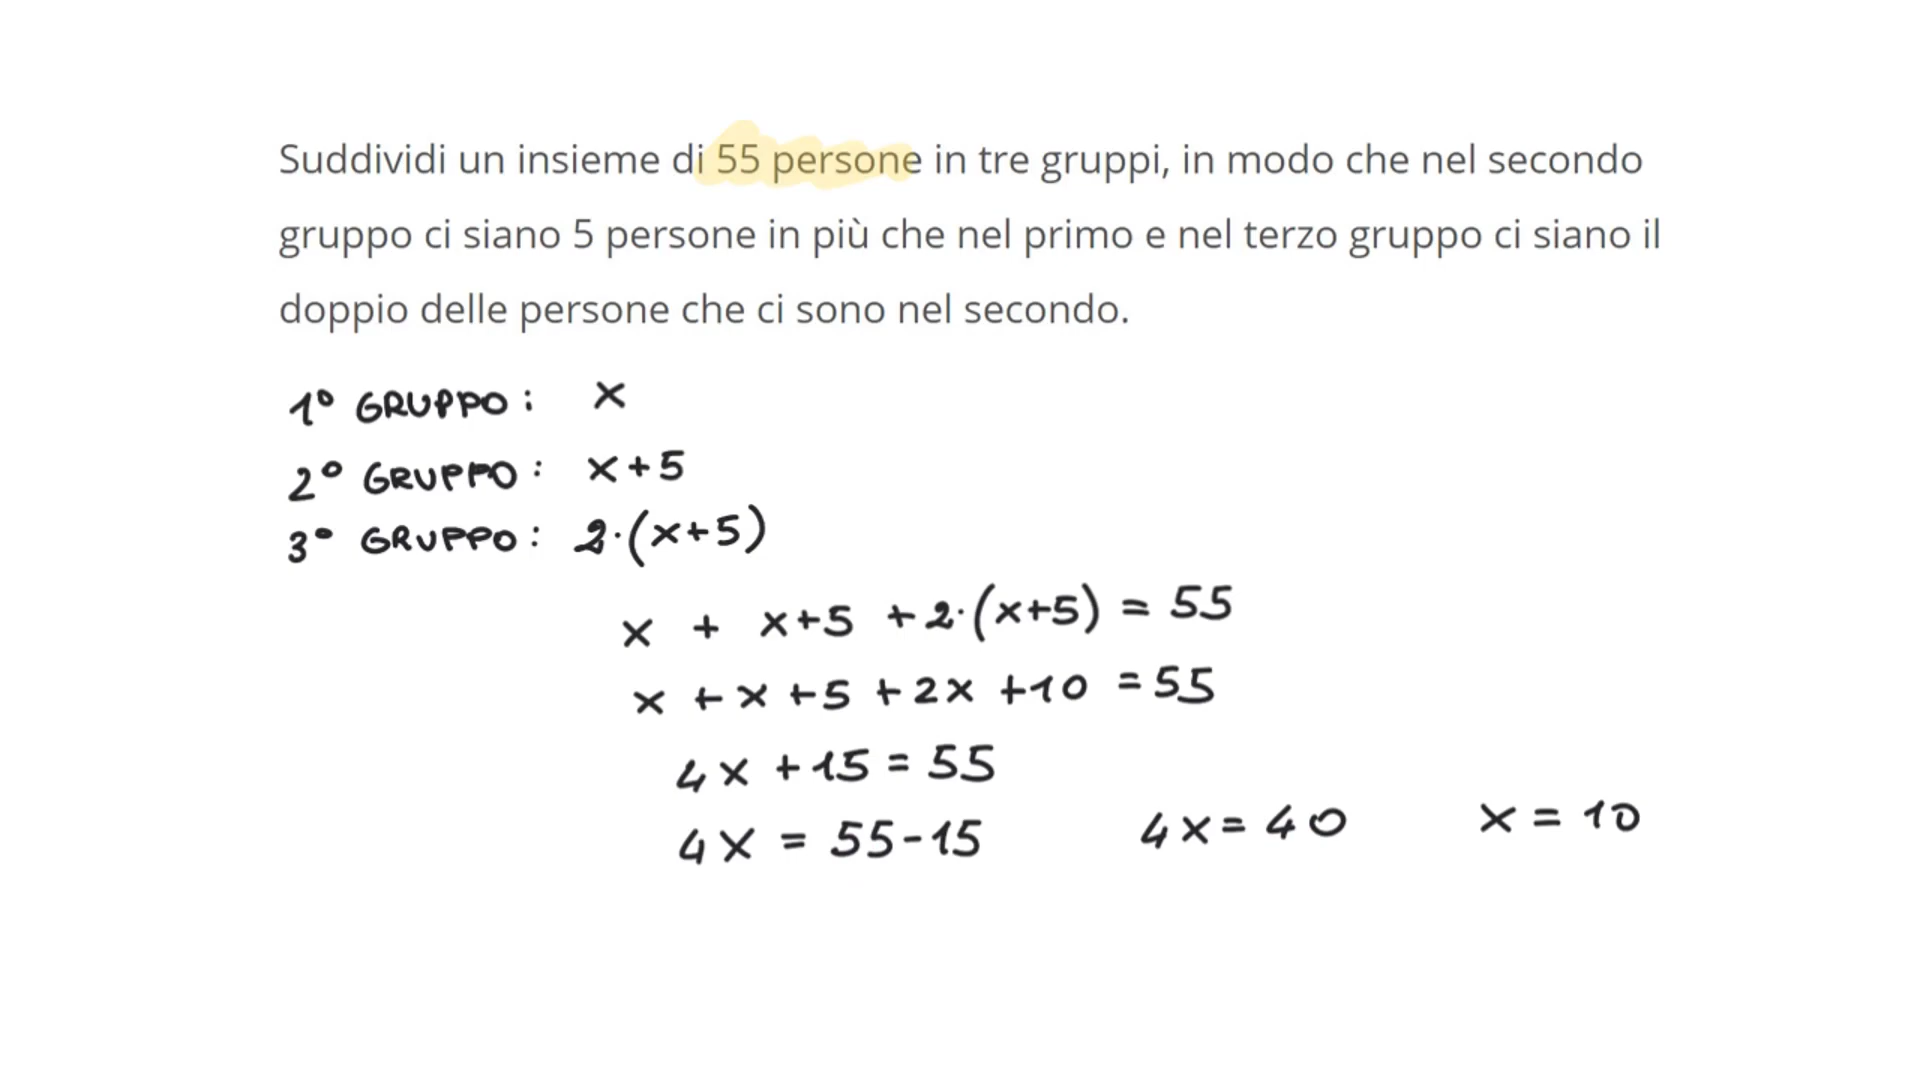 Suddividi un insieme di 55 persone in tre gruppi, in modo che nel secondo
gruppo ci siano 5 persone in più che nel primo e nel terzo gruppo ci siano il
doppio delle persone che ci sono nel secondo.
1º GRUPPO: x
2º GRUPPO: x+5
3º GRUPPO: 2·(x+5)
x + x+5 +2·(x+5) = 55
x + x +5 +2x +10 =55
4x +15 = 55
4x = 55-15 4x = 40 x = 10